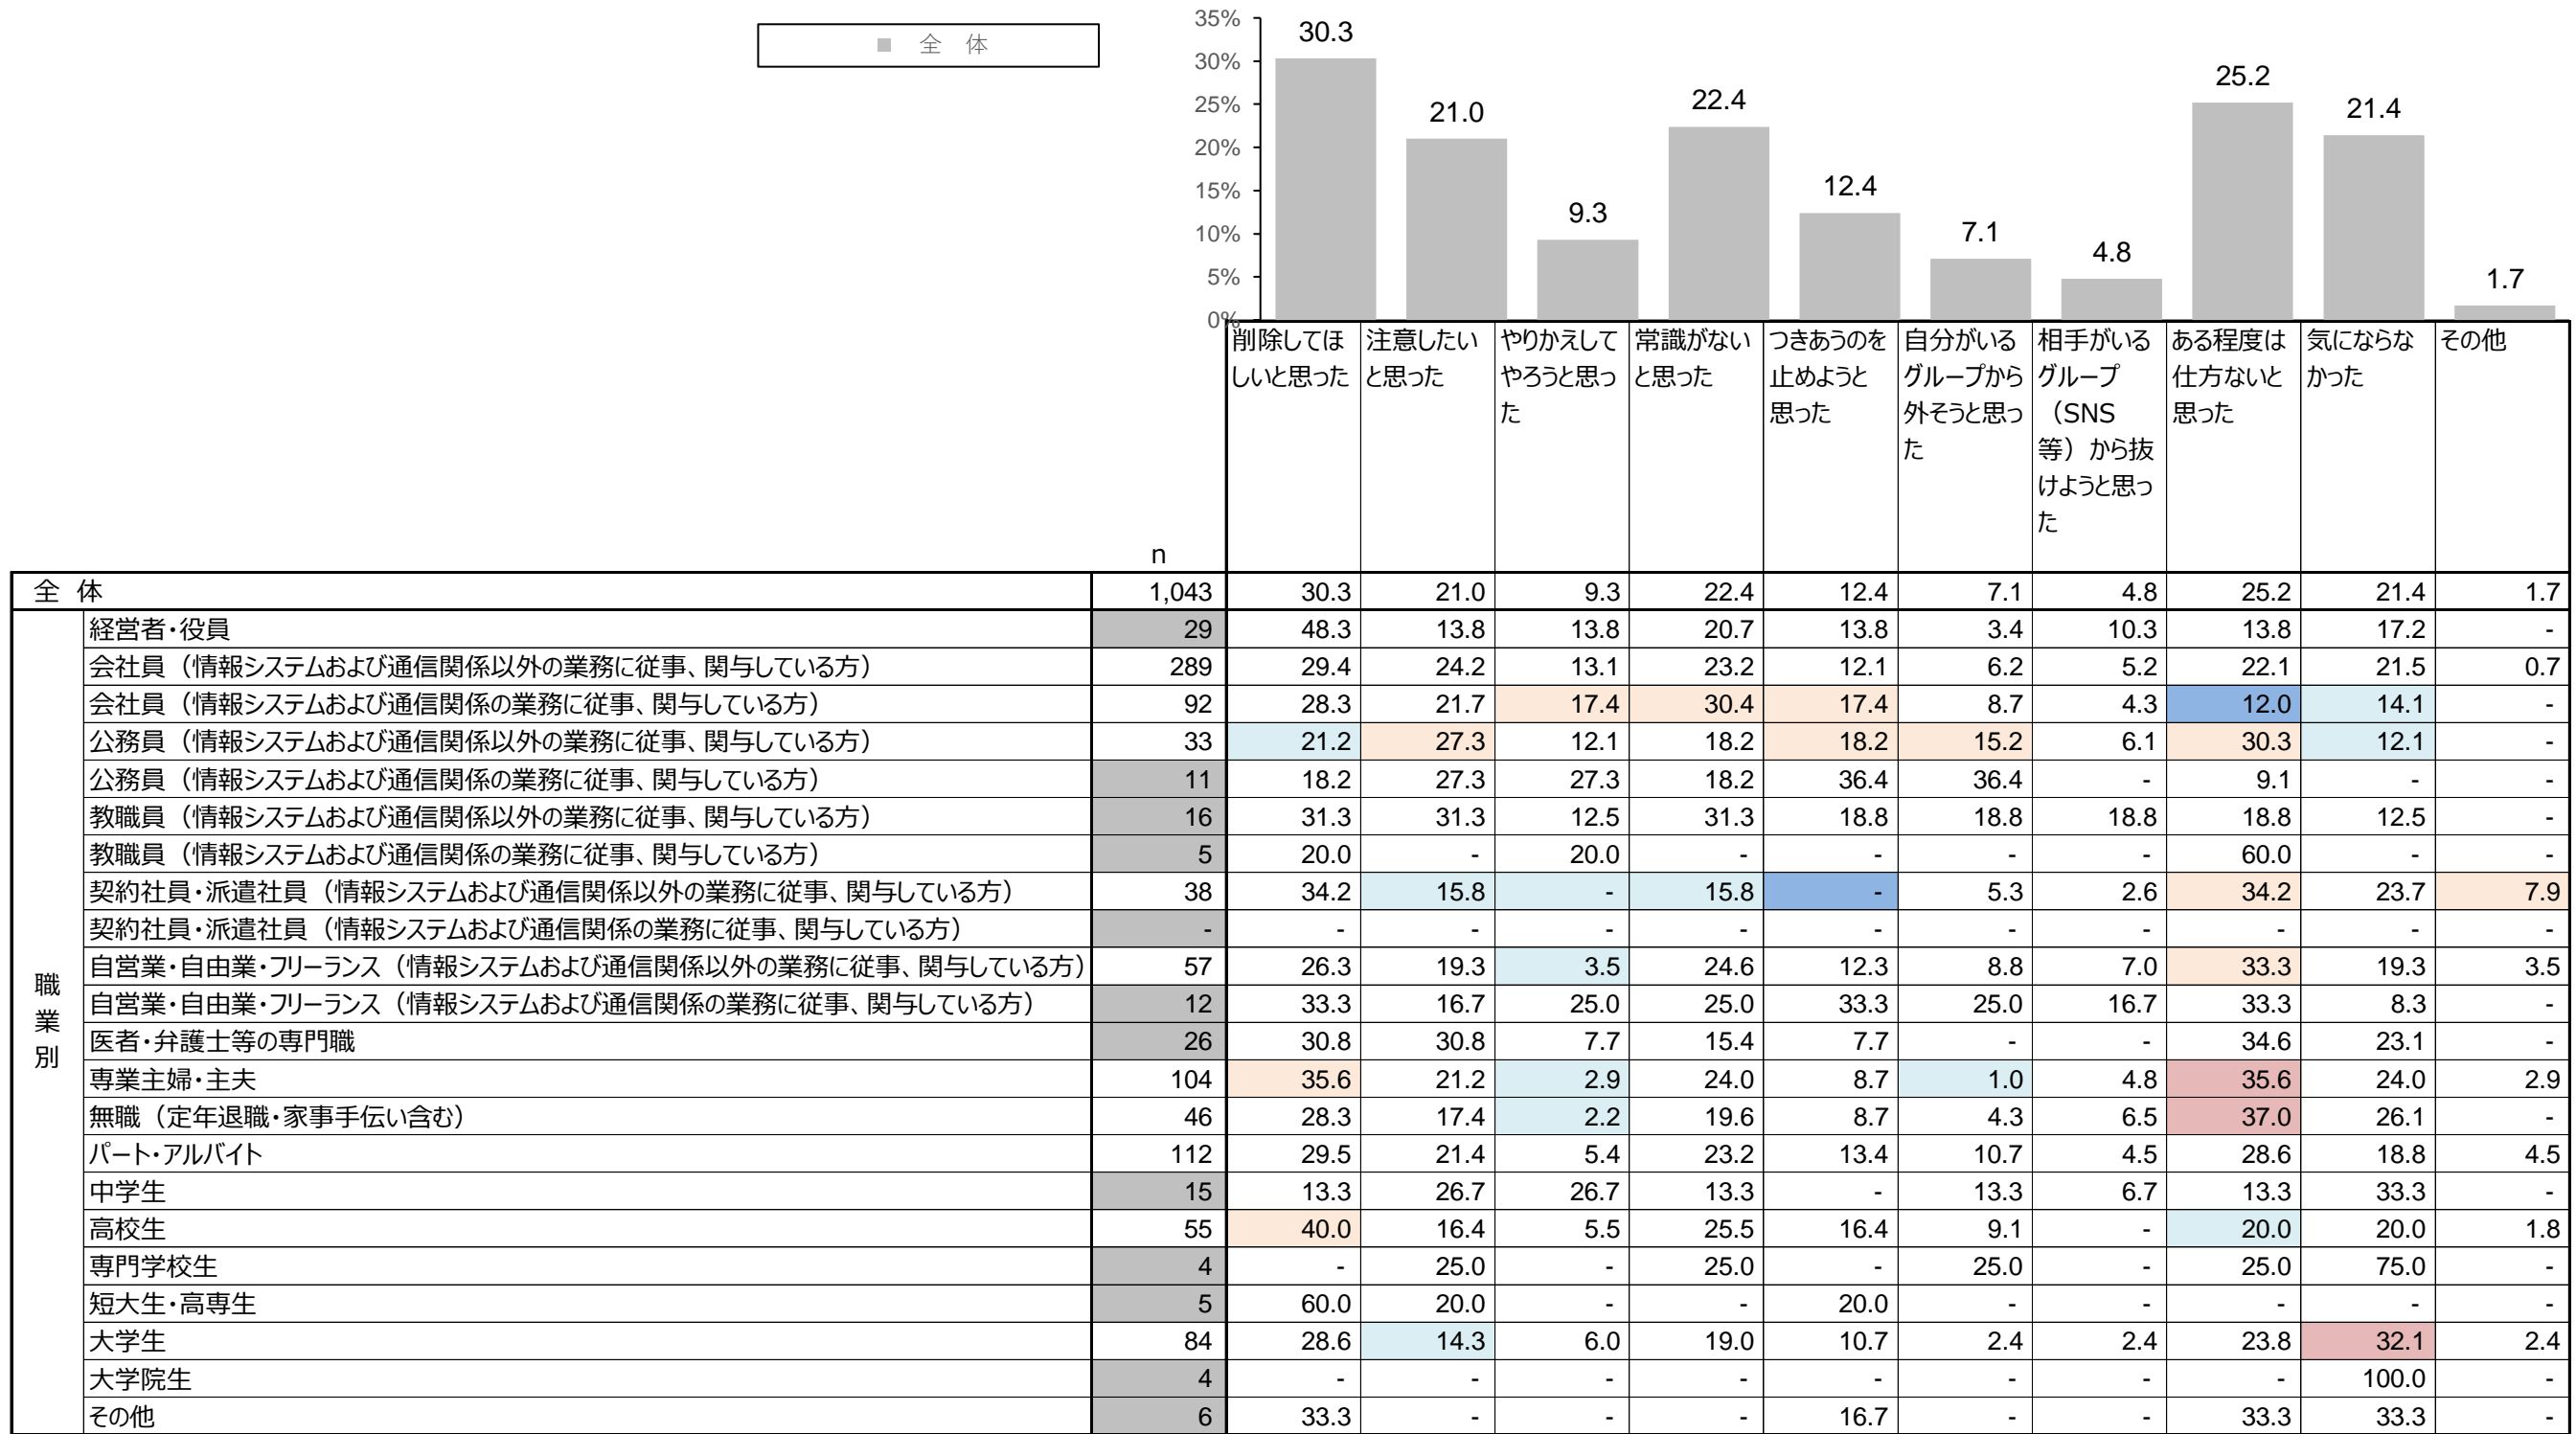 ■ 全 体
35%
30%
25%
20%
15%
10%
5%
0%
30.3 21.0 9.3 22.4 12.4 7.1 4.8 25.2 21.4 1.7
削除してほ
しいと思った
注意したい
と思った
やりかえして
やろうと思っ
た
常識がない
と思った
つきあうのを
止めようと
思った
自分がいる
グループから
外そうと思っ
た
相手がいる
グループ
（SNS
等）から抜
けようと思っ
た
ある程度は
仕方ないと
思った
気にならな
かった
その他
n
全 体 1,043 30.3 21.0 9.3 22.4 12.4 7.1 4.8 25.2 21.4 1.7
職業別
経営者・役員 29 48.3 13.8 13.8 20.7 13.8 3.4 10.3 13.8 17.2 -
会社員（情報システムおよび通信関係以外の業務に従事、関与している方） 289 29.4 24.2 13.1 23.2 12.1 6.2 5.2 22.1 21.5 0.7
会社員（情報システムおよび通信関係の業務に従事、関与している方） 92 28.3 21.7 17.4 30.4 17.4 8.7 4.3 12.0 14.1 -
公務員（情報システムおよび通信関係以外の業務に従事、関与している方） 33 21.2 27.3 12.1 18.2 18.2 15.2 6.1 30.3 12.1 -
公務員（情報システムおよび通信関係の業務に従事、関与している方） 11 18.2 27.3 27.3 18.2 36.4 36.4 - 9.1 - -
教職員（情報システムおよび通信関係以外の業務に従事、関与している方） 16 31.3 31.3 12.5 31.3 18.8 18.8 18.8 18.8 12.5 -
教職員（情報システムおよび通信関係の業務に従事、関与している方） 5 20.0 - 20.0 - - - - 60.0 - -
契約社員・派遣社員（情報システムおよび通信関係以外の業務に従事、関与している方） 38 34.2 15.8 - 15.8 - 5.3 2.6 34.2 23.7 7.9
契約社員・派遣社員（情報システムおよび通信関係の業務に従事、関与している方） - - - - - - - - - - -
自営業・自由業・フリーランス（情報システムおよび通信関係以外の業務に従事、関与している方） 57 26.3 19.3 3.5 24.6 12.3 8.8 7.0 33.3 19.3 3.5
自営業・自由業・フリーランス（情報システムおよび通信関係の業務に従事、関与している方） 12 33.3 16.7 25.0 25.0 33.3 25.0 16.7 33.3 8.3 -
医者・弁護士等の専門職 26 30.8 30.8 7.7 15.4 7.7 - - 34.6 23.1 -
専業主婦・主夫 104 35.6 21.2 2.9 24.0 8.7 1.0 4.8 35.6 24.0 2.9
無職（定年退職・家事手伝い含む） 46 28.3 17.4 2.2 19.6 8.7 4.3 6.5 37.0 26.1 -
パート・アルバイト 112 29.5 21.4 5.4 23.2 13.4 10.7 4.5 28.6 18.8 4.5
中学生 15 13.3 26.7 26.7 13.3 - 13.3 6.7 13.3 33.3 -
高校生 55 40.0 16.4 5.5 25.5 16.4 9.1 - 20.0 20.0 1.8
専門学校生 4 - 25.0 - 25.0 - 25.0 - 25.0 75.0 -
短大生・高専生 5 60.0 20.0 - - 20.0 - - - - -
大学生 84 28.6 14.3 6.0 19.0 10.7 2.4 2.4 23.8 32.1 2.4
大学院生 4 - - - - - - - - 100.0 -
その他 6 33.3 - - - 16.7 - - 33.3 33.3 -